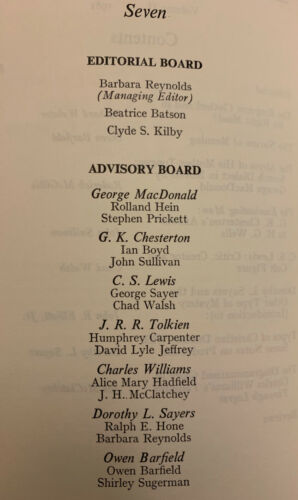 Seven
EDITORIAL BOARD
Barbara Reynolds
(Managing Editor)
Beatrice Batson
Clyde S. Kilby
ADVISORY BOARD
George MacDonald
Rolland Hein
Stephen Prickett
G. K. Chesterton
Ian Boyd
John Sullivan
C. S. Lewis
George Sayer
Chad Walsh
J. R. R. Tolkien
Humphrey Carpenter
David Lyle Jeffrey
Charles Williams
Alice Mary Hadfield
J. H. McClatchey
Dorothy L. Sayers
Ralph E. Hone
Barbara Reynolds
Owen Barfield
Owen Barfield
Shirley Sugerman